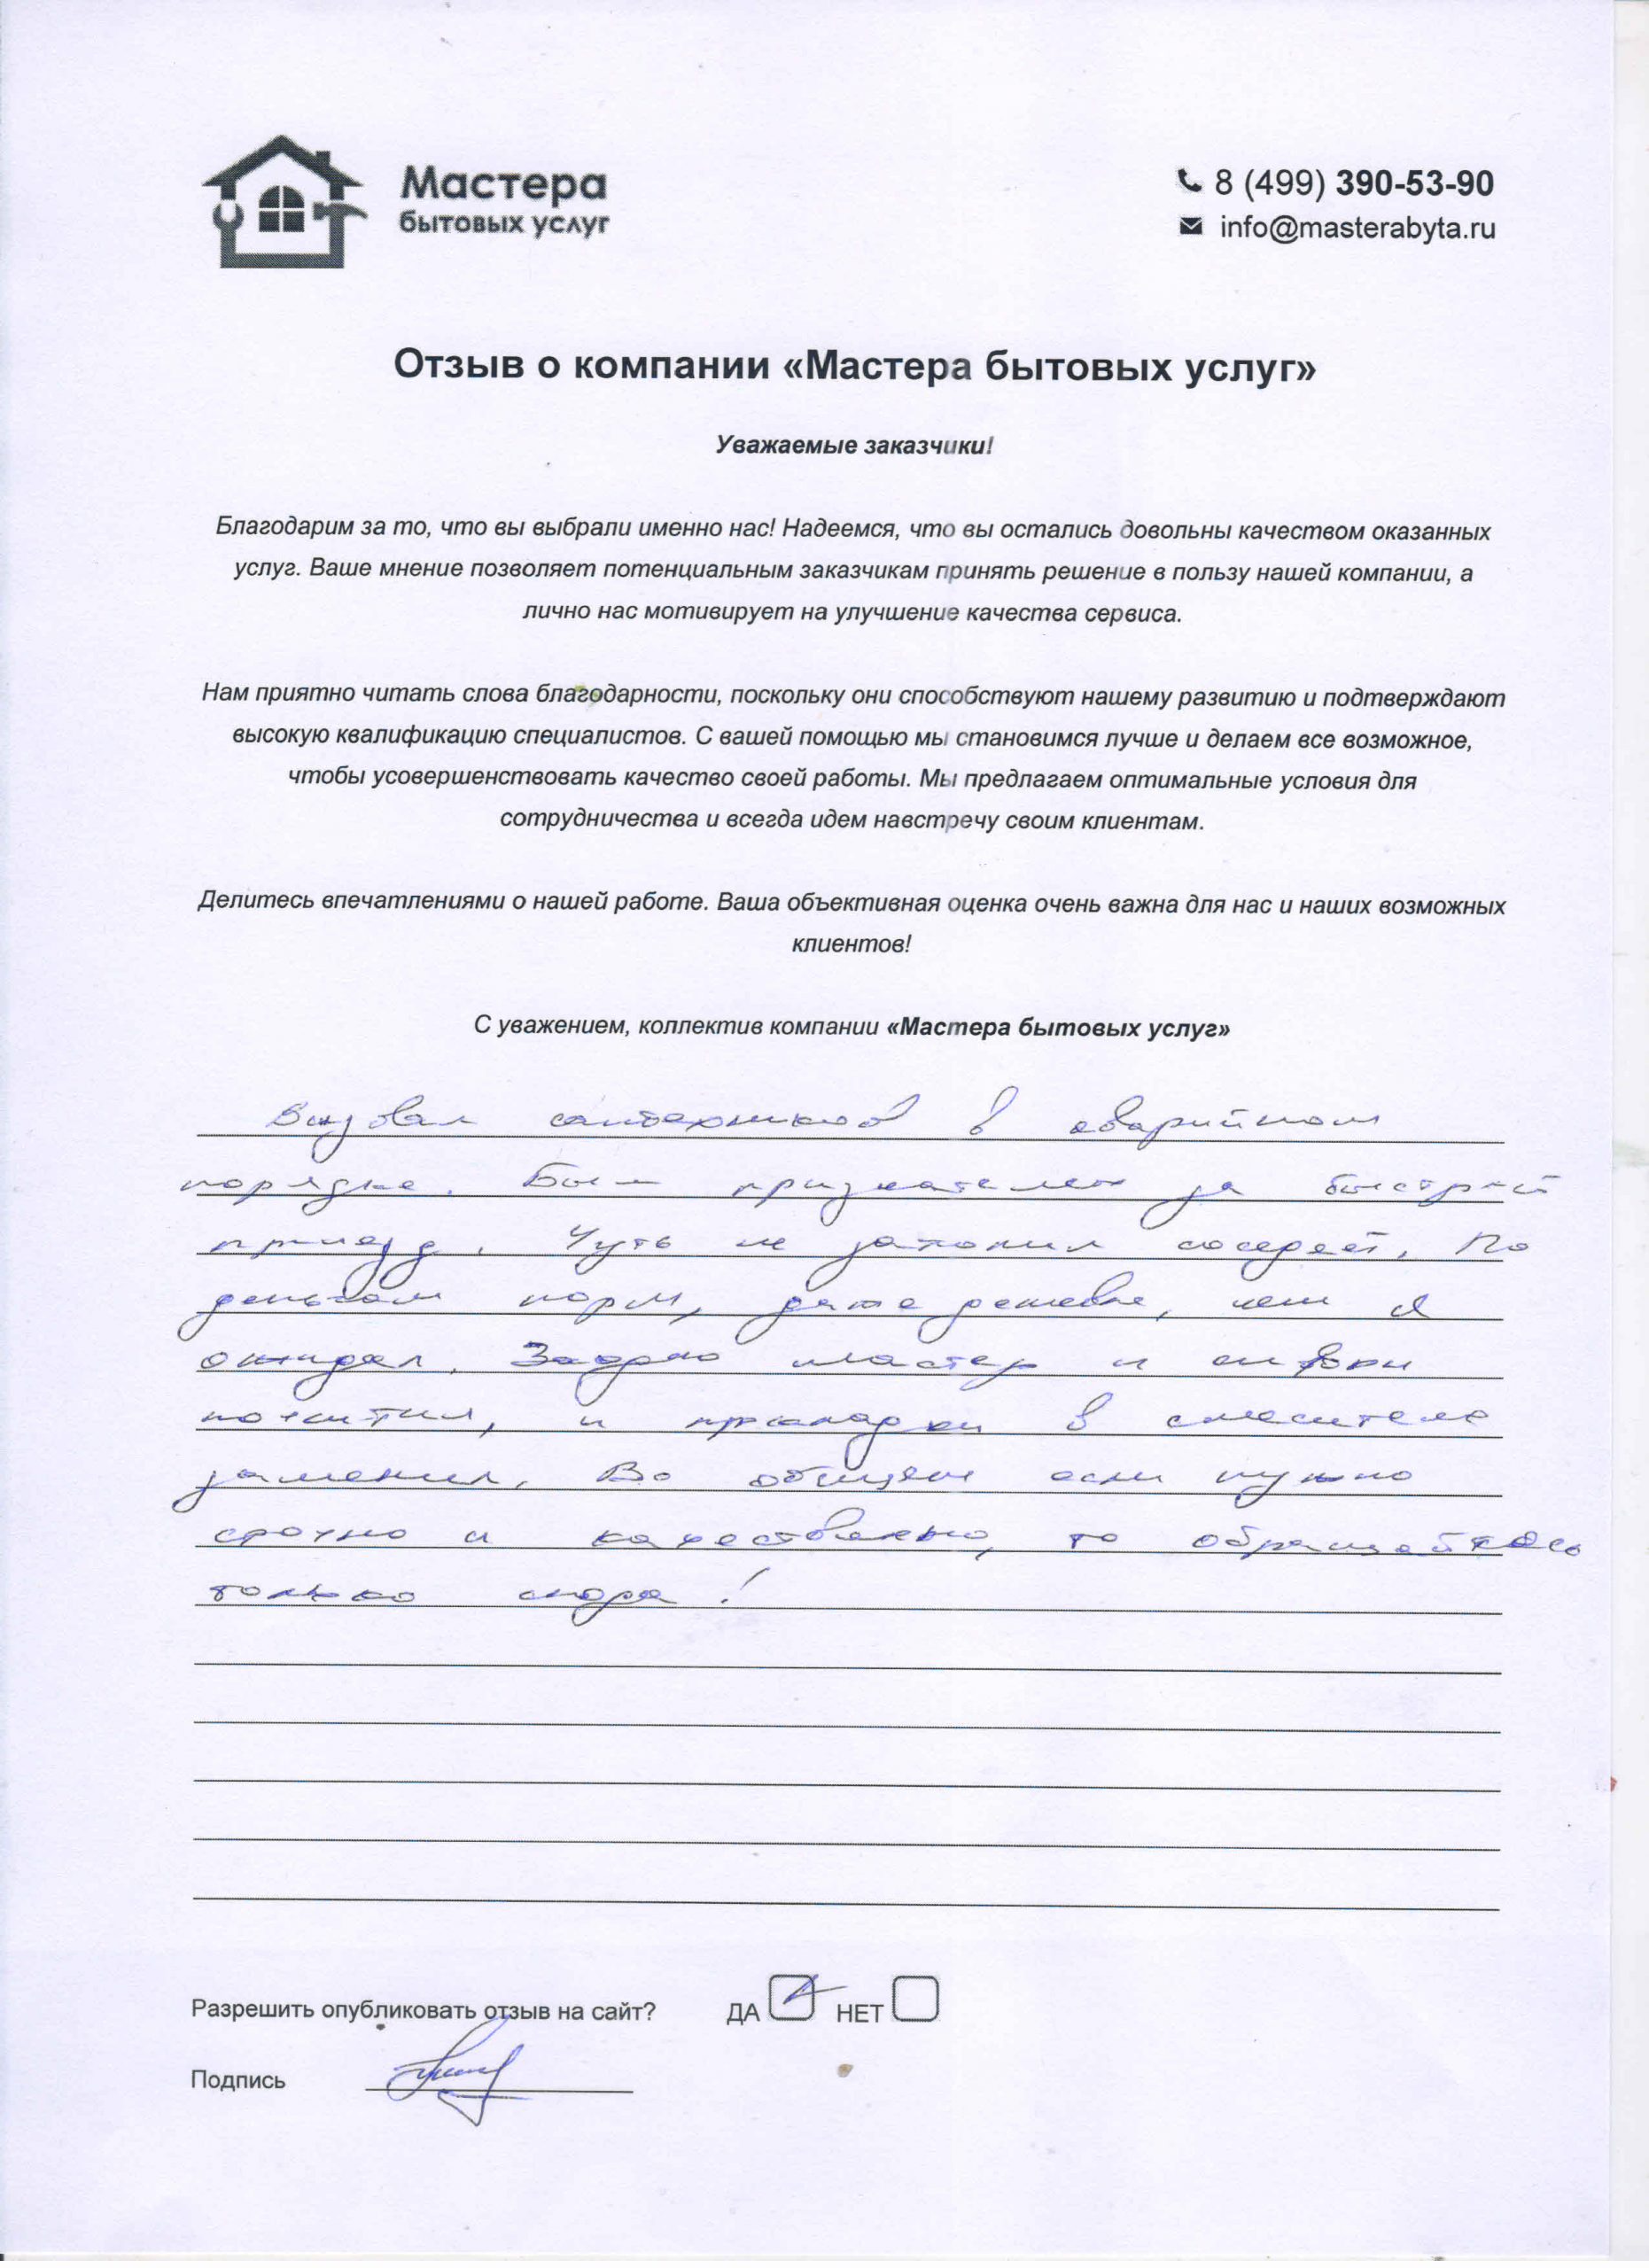 Мастера
бытовых услуг
8 (499) 390-53-90
info@masterabyta.ru
Отзыв о компании «Мастера бытовых услуг»
Уважаемые заказчики!
Благодарим за то, что вы выбрали именно нас! Надеемся, что вы остались довольны качеством оказанных
услуг. Ваше мнение позволяет потенциальным заказчикам принять решение в пользу нашей компании, а
лично нас мотивирует на улучшение качества сервиса.
Нам приятно читать слова благодарности, поскольку они способствуют нашему развитию и подтверждают
высокую квалификацию специалистов. С вашей помощью мы становимся лучше и делаем все возможное,
чтобы усовершенствовать качество своей работы. Мы предлагаем оптимальные условия для
сотрудничества и всегда идем навстречу своим клиентам.
Делитесь впечатлениями о нашей работе. Ваша объективная оценка очень важна для нас и наших возможных
клиентов!
С уважением, коллектив компании «Мастера бытовых услуг»
Вызвал сантехников в аварийном
порядке. Был признателен за быстрый
приезд. Чуть не затопил соседей. По
деньгам норм, даже дешевле, чем я
ожидал. Заодно мастер и сифон
почистил, и прокладки в смесителе
заменил. Во общем если нужно
срочно и качественно, то обращайтесь
только сюда!
Разрешить опубликовать отзыв на сайт? ДА НЕТ
Подпись